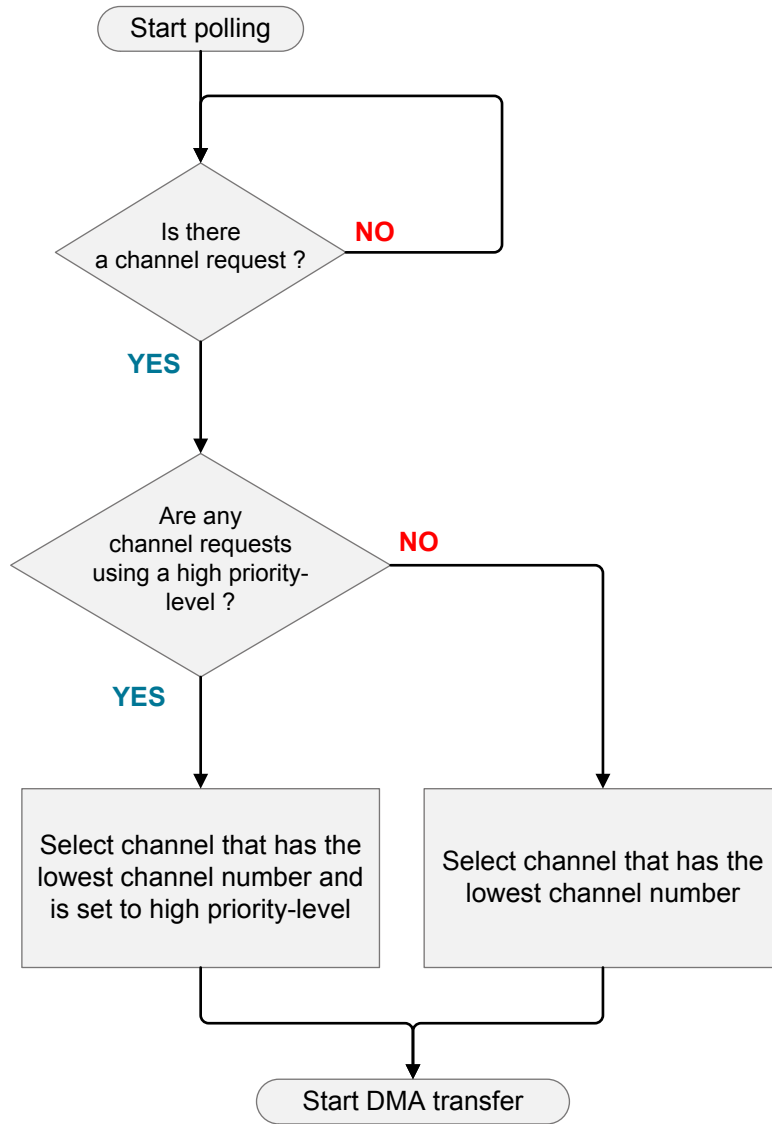 Start polling
Is there
a channel request ?
NO
YES
Are any
channel requests
using a high priority-
level ?
NO
YES
Select channel that has the
lowest channel number and
is set to high priority-level
Select channel that has the
lowest channel number
Start DMA transfer